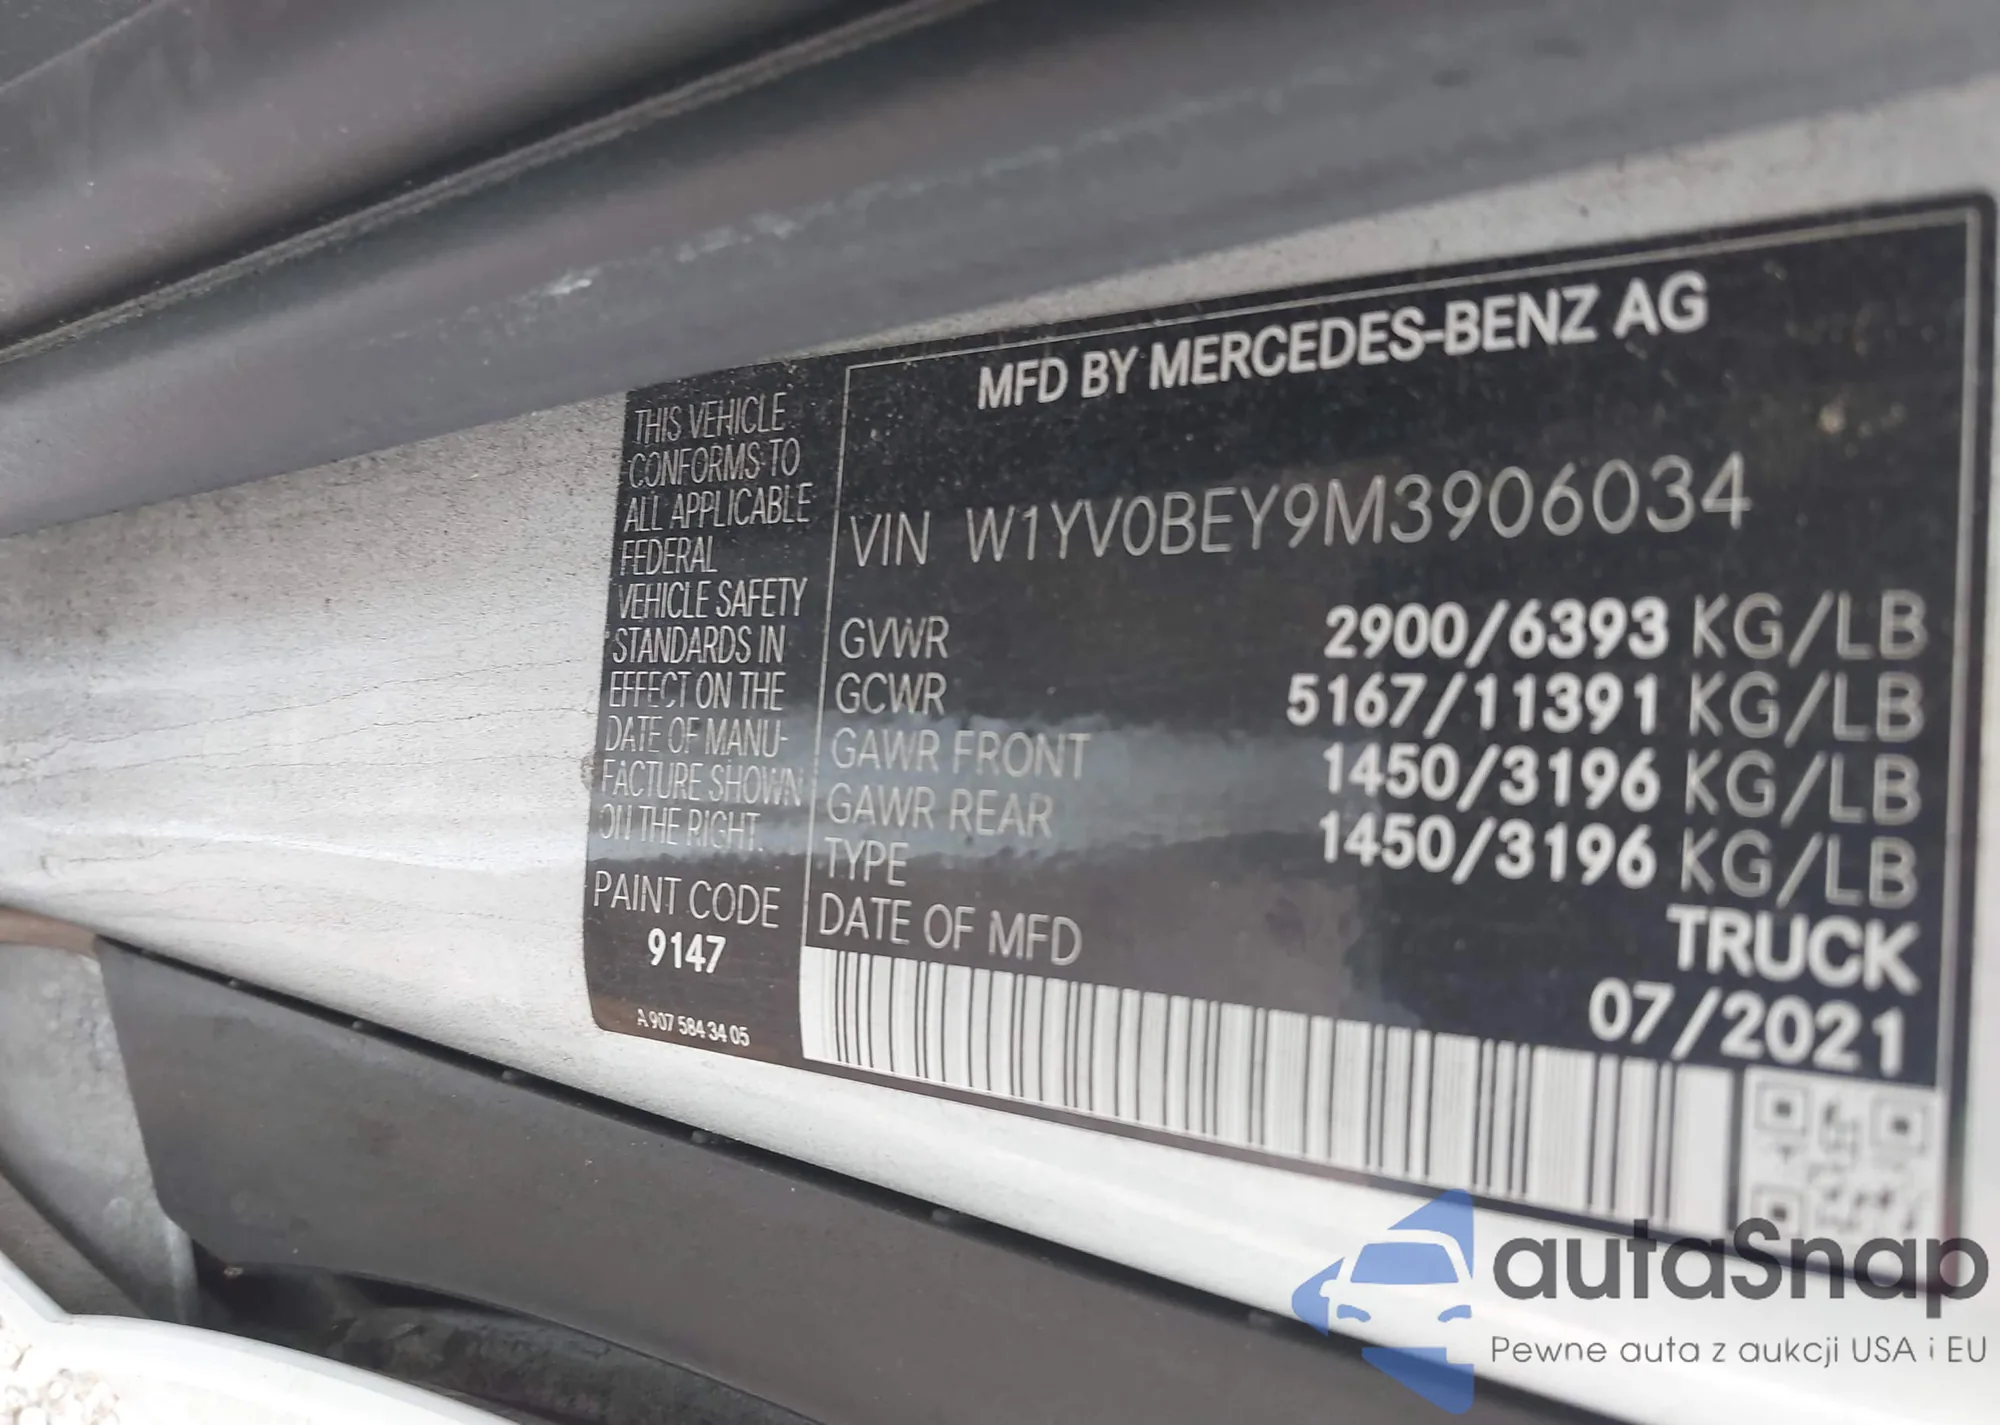 MFD BY MERCEDES-BENZ AG
THIS VEHICLE
CONFORMS TO
ALL APPLICABLE
FEDERAL
VEHICLE SAFETY
STANDARDS IN
EFFECT ON THE
DATE OF MANU-
FACTURE SHOWN
ON THE RIGHT.
PAINT CODE
9147
A 907 584 34 05
VIN W1YV0BEY9M3906034
GVWR 2900/6393 KG/LB
GCWR 5167/11391 KG/LB
GAWR FRONT 1450/3196 KG/LB
GAWR REAR 1450/3196 KG/LB
TYPE TRUCK
DATE OF MFD 07/2021
autaSnap
Pewne auta z aukcji USA i EU